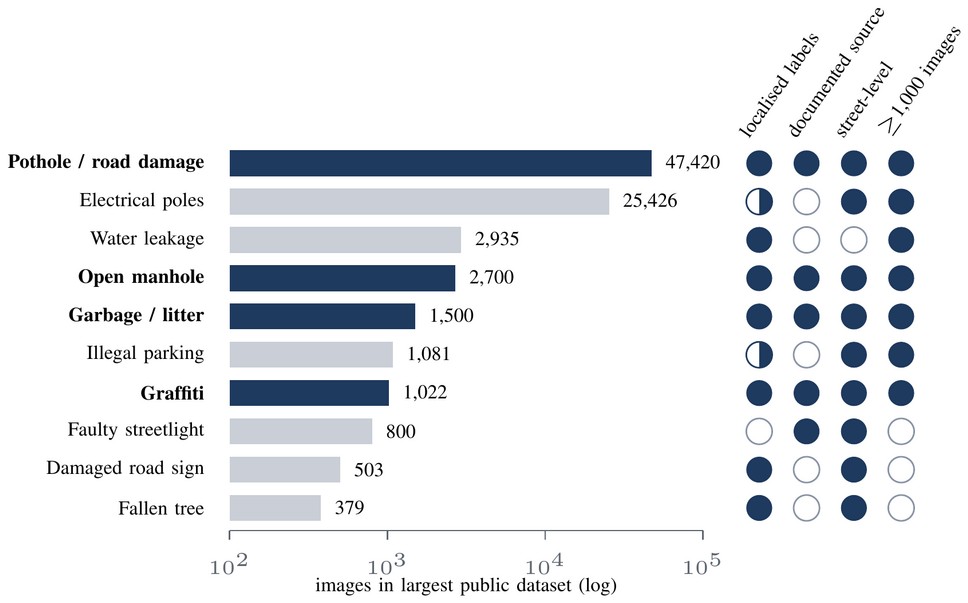 localised labels
documented source
street-level
≥1,000 images
Pothole / road damage 47,420
Electrical poles 25,426
Water leakage 2,935
Open manhole 2,700
Garbage / litter 1,500
Illegal parking 1,081
Graffiti 1,022
Faulty streetlight 800
Damaged road sign 503
Fallen tree 379
10² 10³ 10⁴ 10⁵
images in largest public dataset (log)